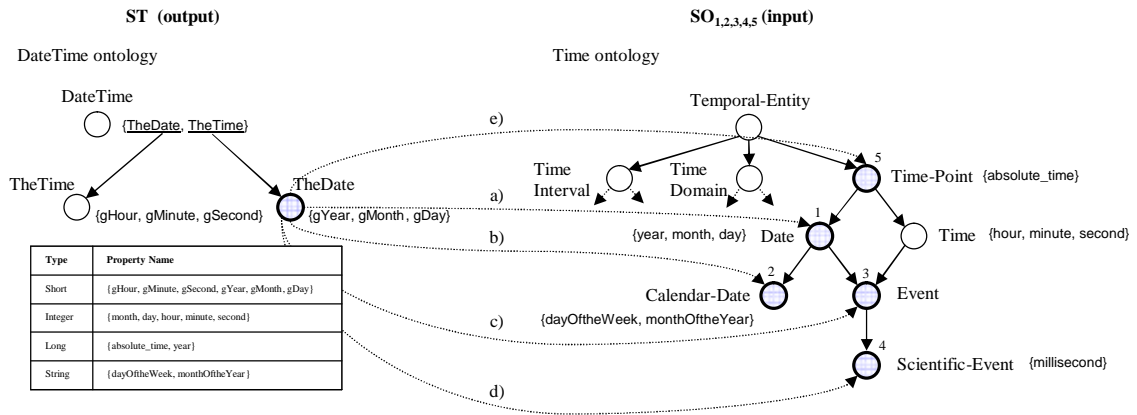 ST (output)
SO1,2,3,4,5 (input)
DateTime ontology
Time ontology
DateTime
{TheDate, TheTime}
TheTime
{gHour, gMinute, gSecond}
TheDate
{gYear, gMonth, gDay}
Type Property Name
Short {gHour, gMinute, gSecond, gYear, gMonth, gDay}
Integer {month, day, hour, minute, second}
Long {absolute_time, year}
String {dayOftheWeek, monthOftheYear}
e)
a)
b)
c)
d)
Temporal-Entity
Time
Interval
Time
Domain
5
Time-Point {absolute_time}
1
{year, month, day} Date
Time {hour, minute, second}
2
Calendar-Date
{dayOftheWeek, monthOftheYear}
3
Event
4
Scientific-Event {millisecond}